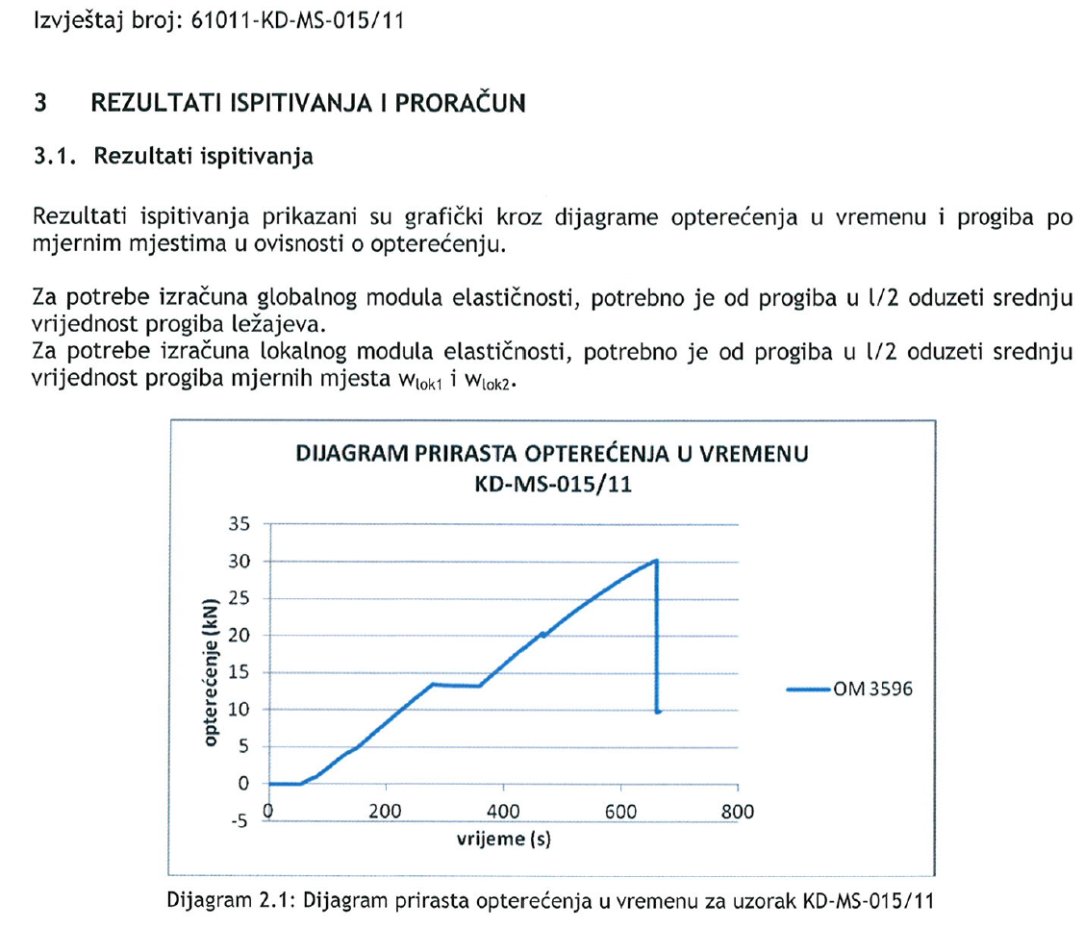 Izvještaj broj: 61011-KD-MS-015/11
3 REZULTATI ISPITIVANJA I PRORAČUN
3.1. Rezultati ispitivanja
Rezultati ispitivanja prikazani su grafički kroz dijagrame opterećenja u vremenu i progiba po
mjernim mjestima u ovisnosti o opterećenju.
Za potrebe izračuna globalnog modula elastičnosti, potrebno je od progiba u l/2 oduzeti srednju
vrijednost progiba ležajeva.
Za potrebe izračuna lokalnog modula elastičnosti, potrebno je od progiba u l/2 oduzeti srednju
vrijednost progiba mjernih mjesta wlok1 i wlok2.
DIJAGRAM PRIRASTA OPTEREĆENJA U VREMENU
KD-MS-015/11
35
30
25
20
15
10
5
0
-5
opterećenje (kN)
0 200 400 600 800
vrijeme (s)
OM 3596
Dijagram 2.1: Dijagram prirasta opterećenja u vremenu za uzorak KD-MS-015/11